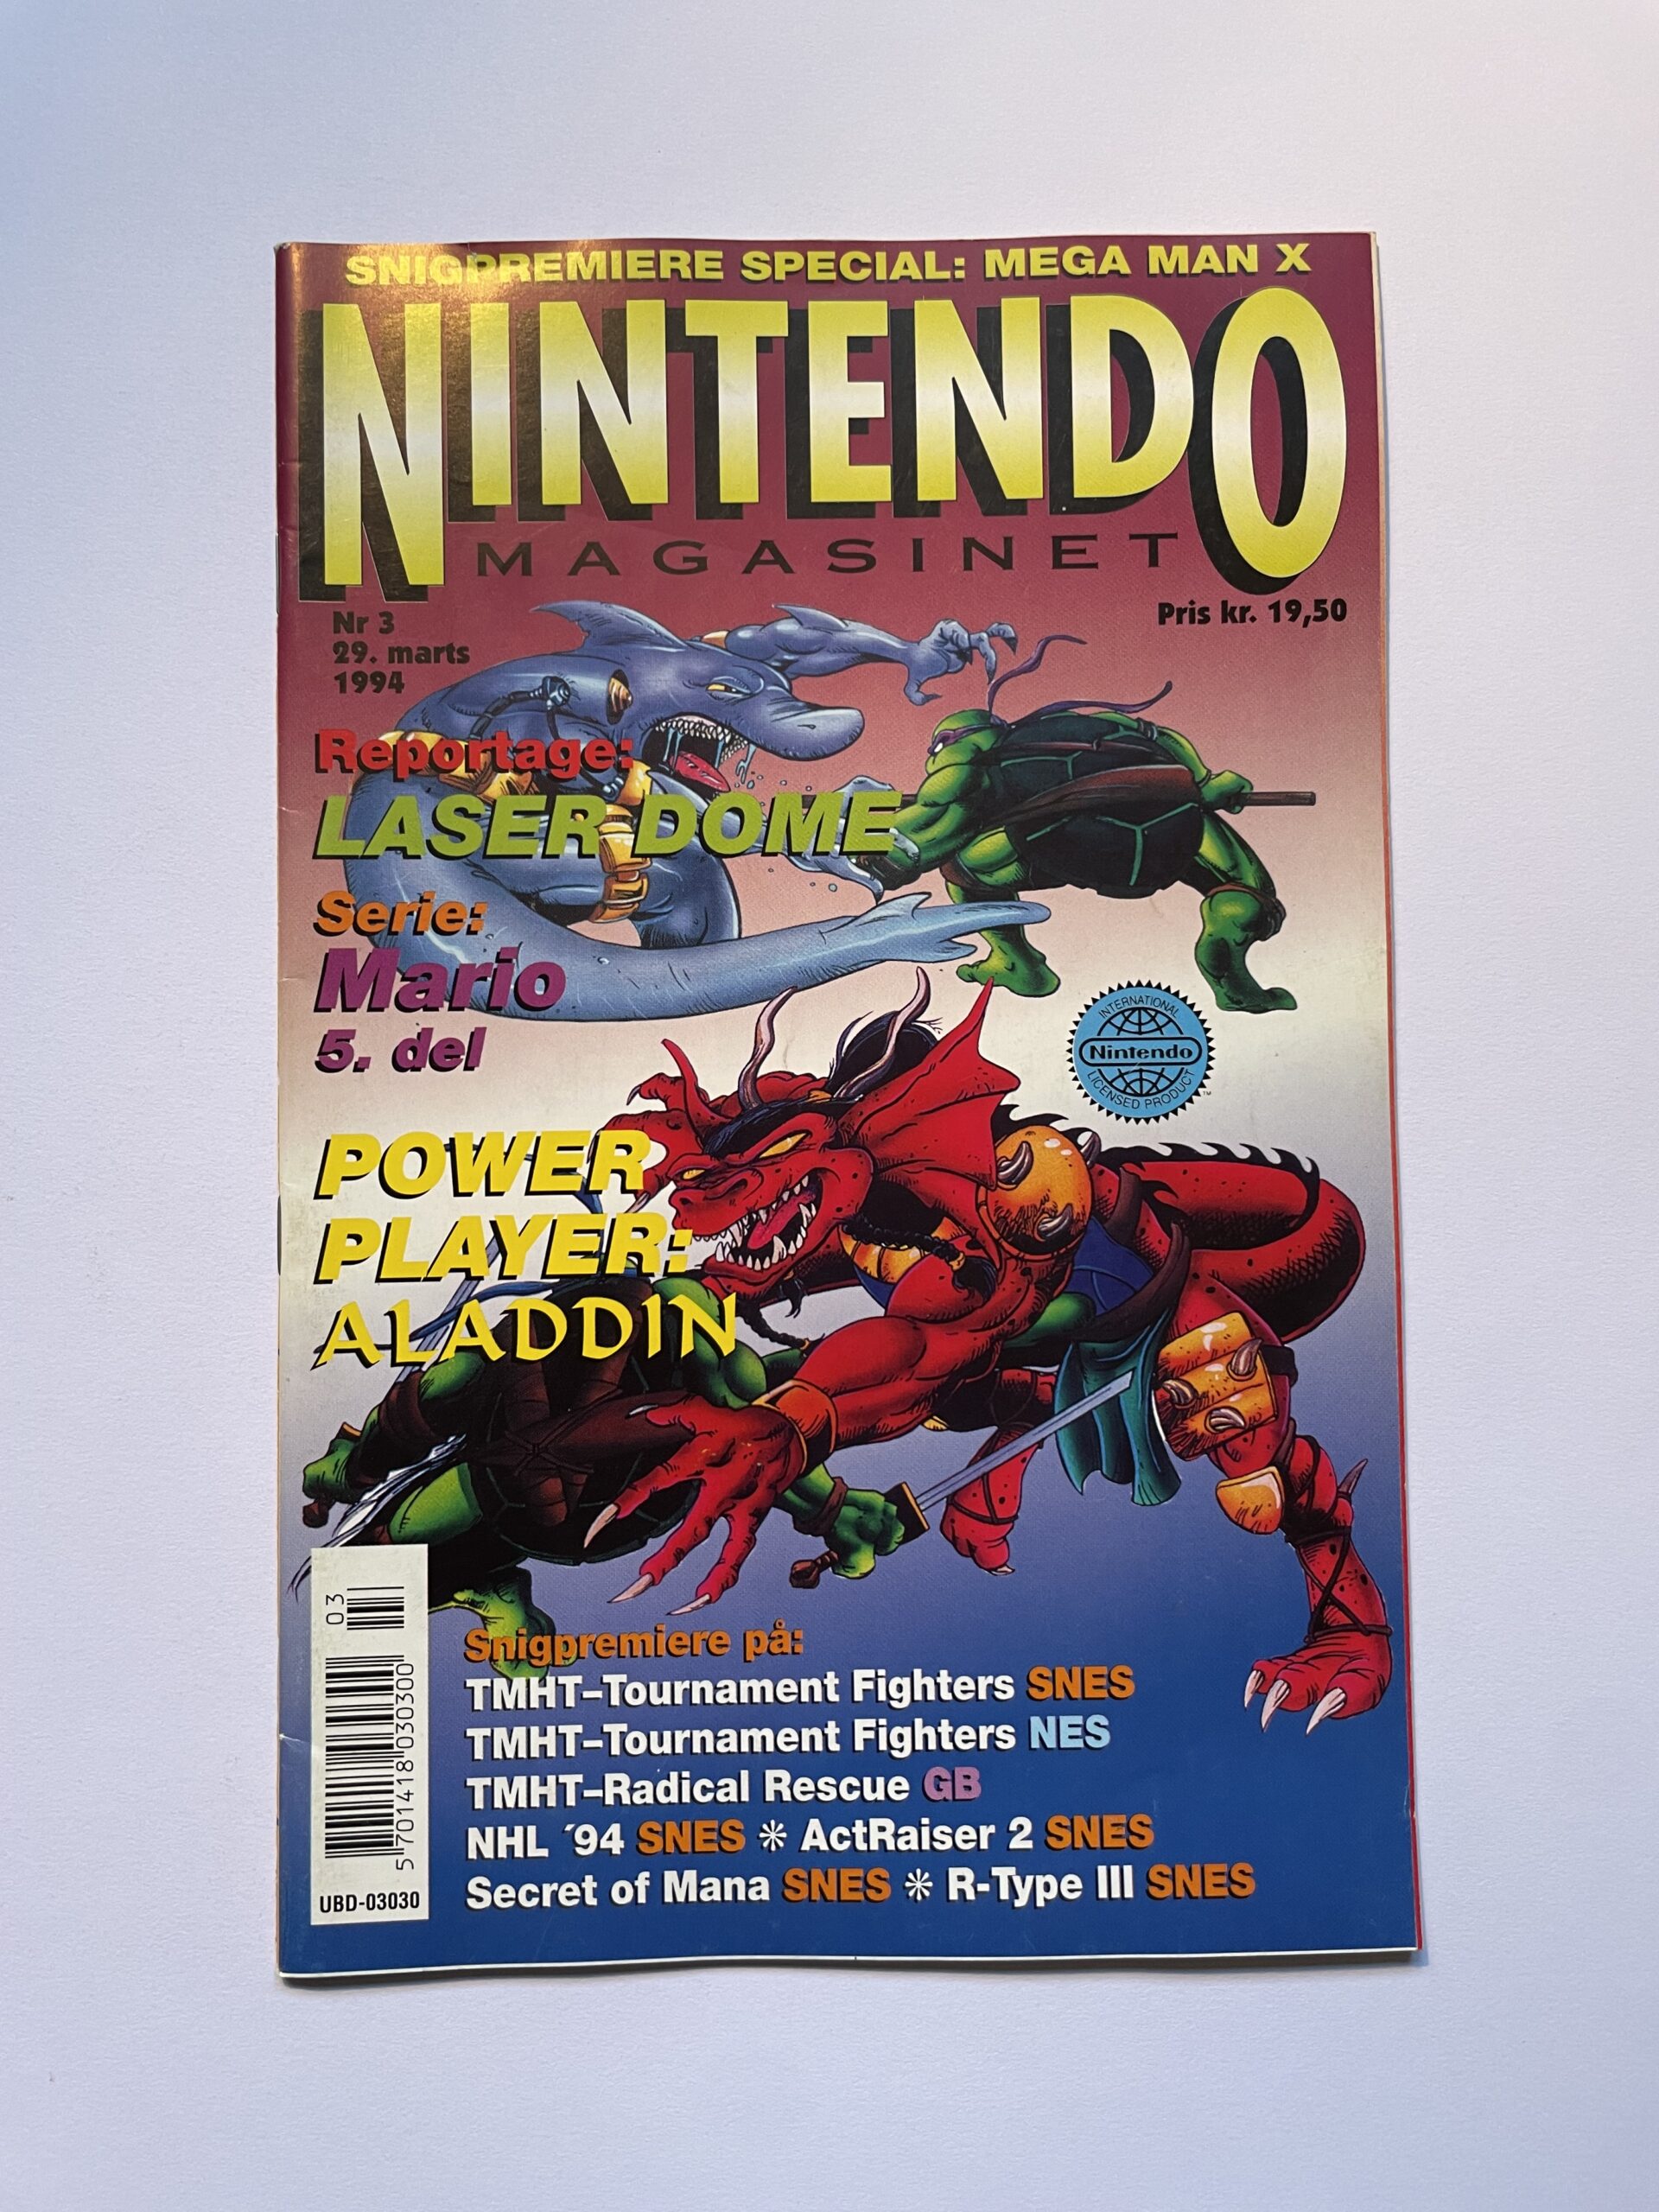 SNIGPREMIERE SPECIAL: MEGA MAN X
NINTENDO
MAGASINET
Nr 3
29. marts
1994
Pris kr. 19,50
Reportage:
LASER DOME
Serie:
Mario
5. del
INTERNATIONAL
Nintendo
LICENSED PRODUCT
TM
POWER
PLAYER:
ALADDIN
Snigpremiere på:
TMHT-Tournament Fighters SNES
TMHT-Tournament Fighters NES
TMHT-Radical Rescue GB
NHL ´94 SNES ✻ ActRaiser 2 SNES
Secret of Mana SNES ✻ R-Type III SNES
03
5 701418 030300
UBD-03030